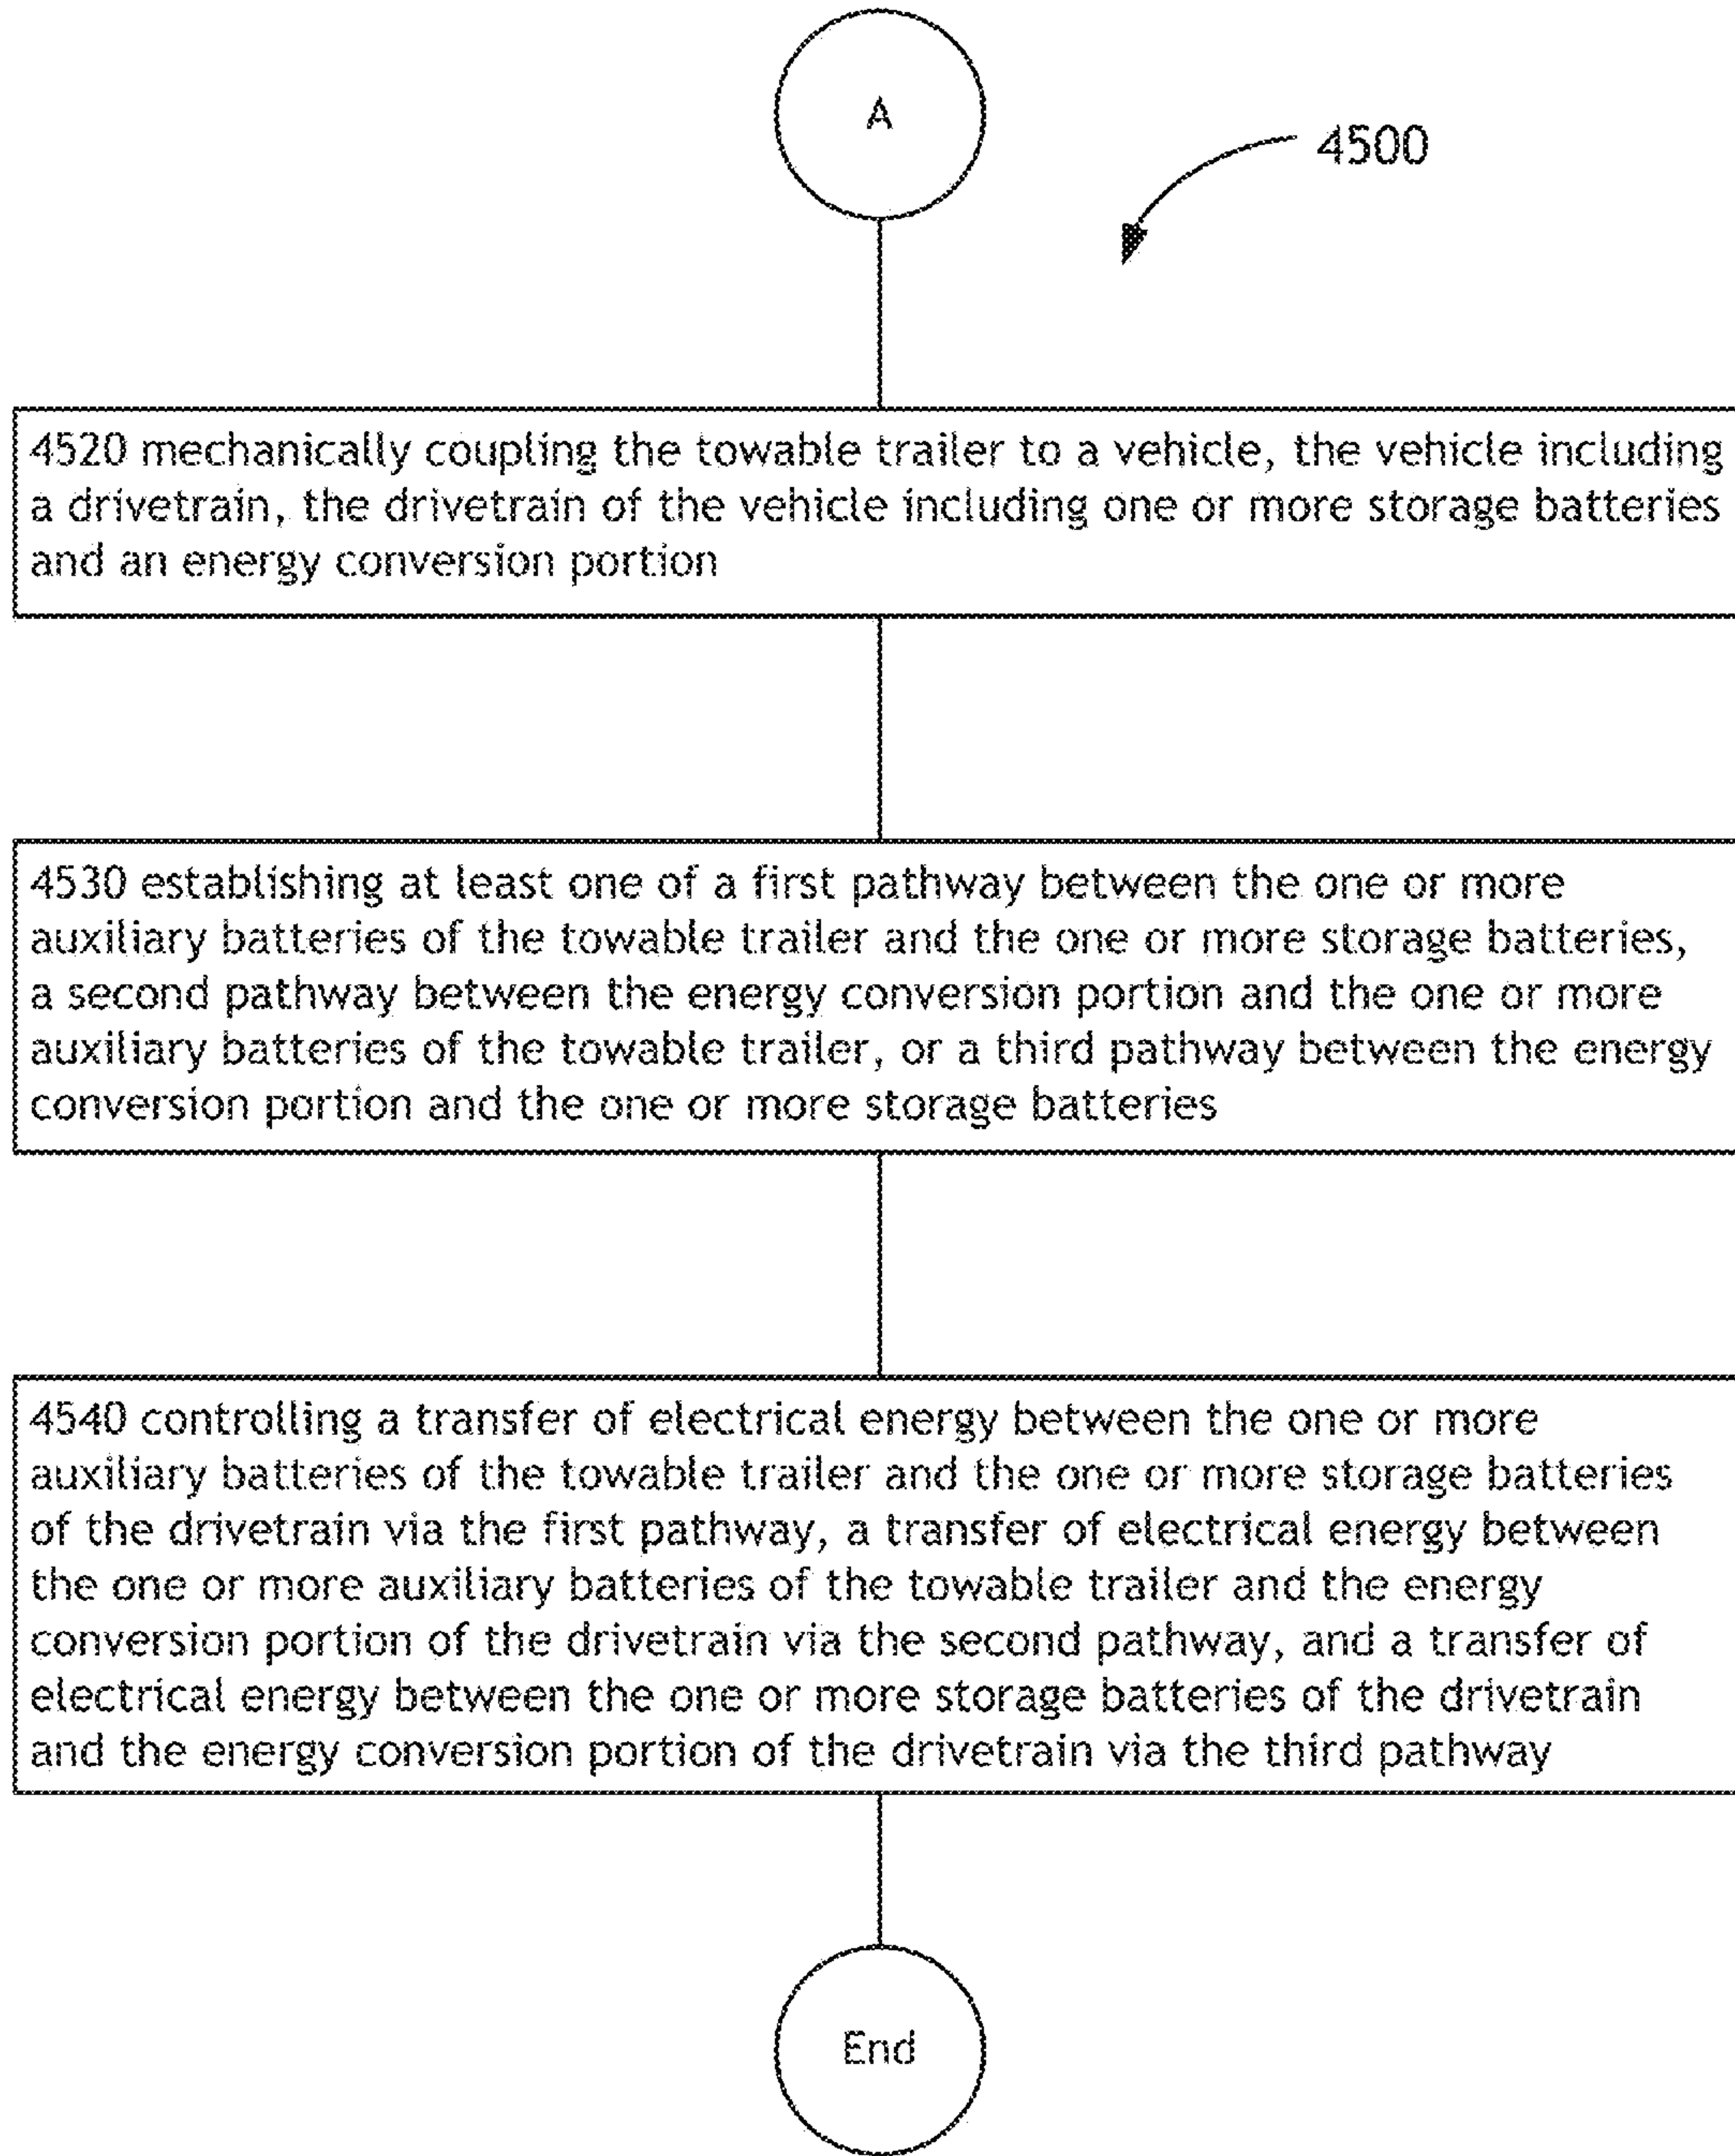 A
4500
4520 mechanically coupling the towable trailer to a vehicle, the vehicle including
a drivetrain, the drivetrain of the vehicle including one or more storage batteries
and an energy conversion portion
4530 establishing at least one of a first pathway between the one or more
auxiliary batteries of the towable trailer and the one or more storage batteries,
a second pathway between the energy conversion portion and the one or more
auxiliary batteries of the towable trailer, or a third pathway between the energy
conversion portion and the one or more storage batteries
4540 controlling a transfer of electrical energy between the one or more
auxiliary batteries of the towable trailer and the one or more storage batteries
of the drivetrain via the first pathway, a transfer of electrical energy between
the one or more auxiliary batteries of the towable trailer and the energy
conversion portion of the drivetrain via the second pathway, and a transfer of
electrical energy between the one or more storage batteries of the drivetrain
and the energy conversion portion of the drivetrain via the third pathway
End